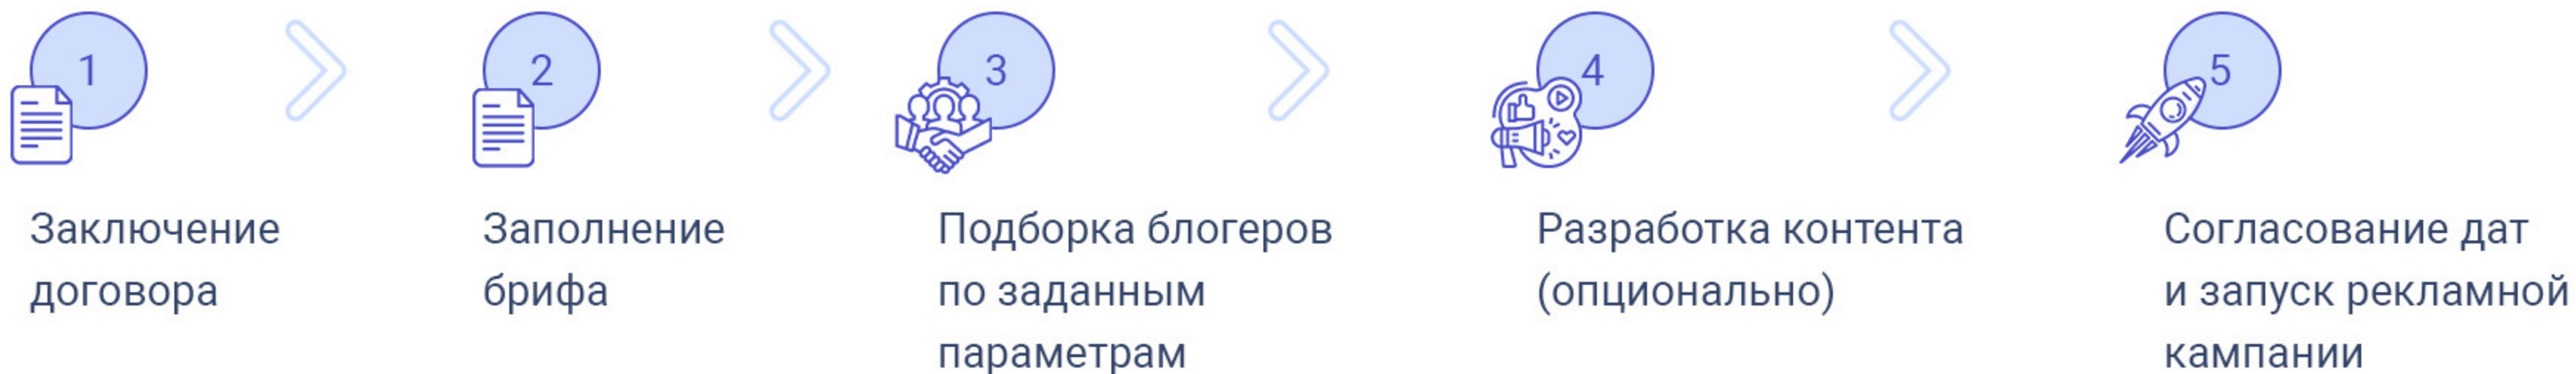 1
2
3
4
5
Заключение
договора
Заполнение
брифа
Подборка блогеров
по заданным
параметрам
Разработка контента
(опционально)
Согласование дат
и запуск рекламной
кампании